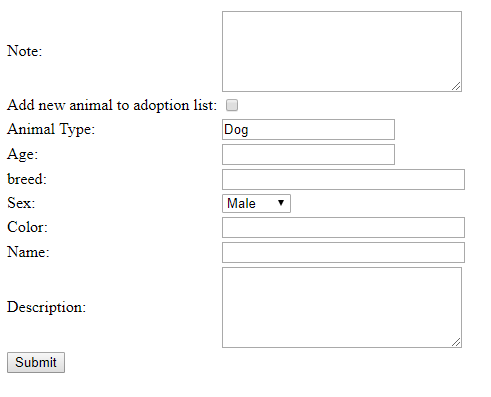 Note:
Add new animal to adoption list:
Animal Type: Dog
Age:
breed:
Sex: Male
Color:
Name:
Description:
Submit